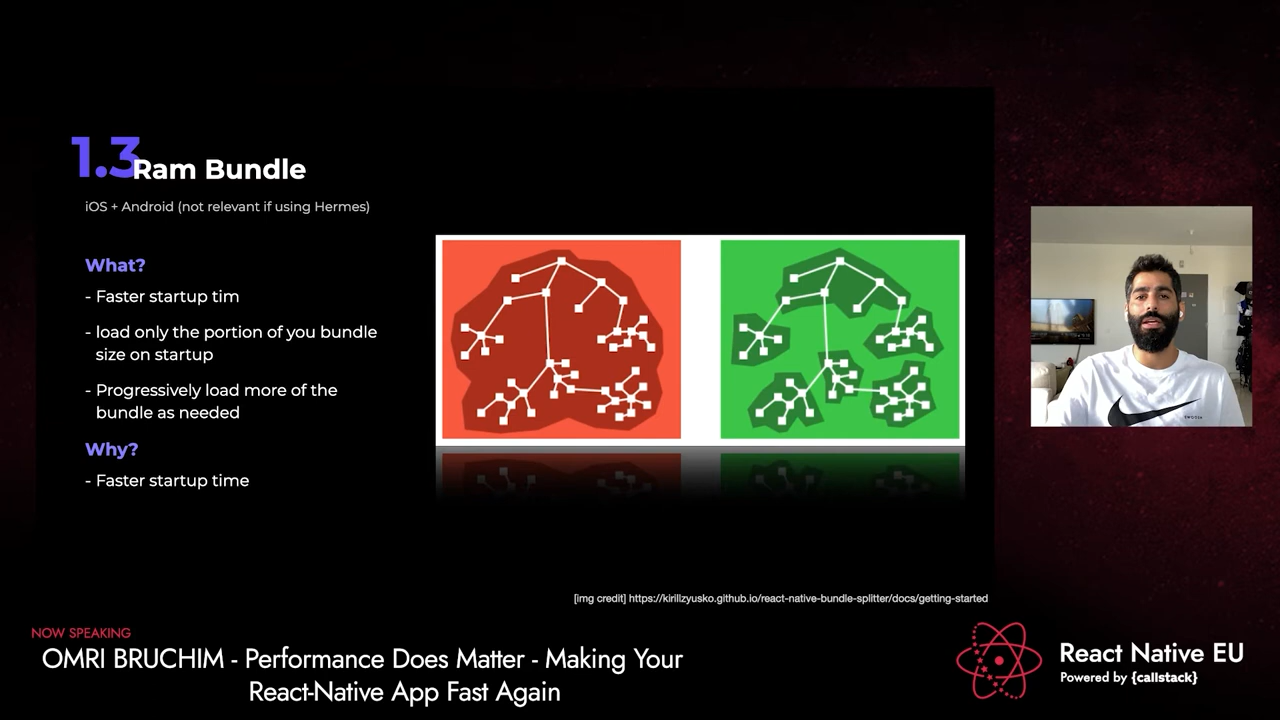 1.3
Ram Bundle
iOS + Android (not relevant if using Hermes)
What?
- Faster startup tim
- load only the portion of you bundle
size on startup
- Progressively load more of the
bundle as needed
Why?
- Faster startup time
[img credit] https://kirillzyusko.github.io/react-native-bundle-splitter/docs/getting-started
NOW SPEAKING
OMRI BRUCHIM - Performance Does Matter - Making Your
React-Native App Fast Again
React Native EU
Powered by {callstack}